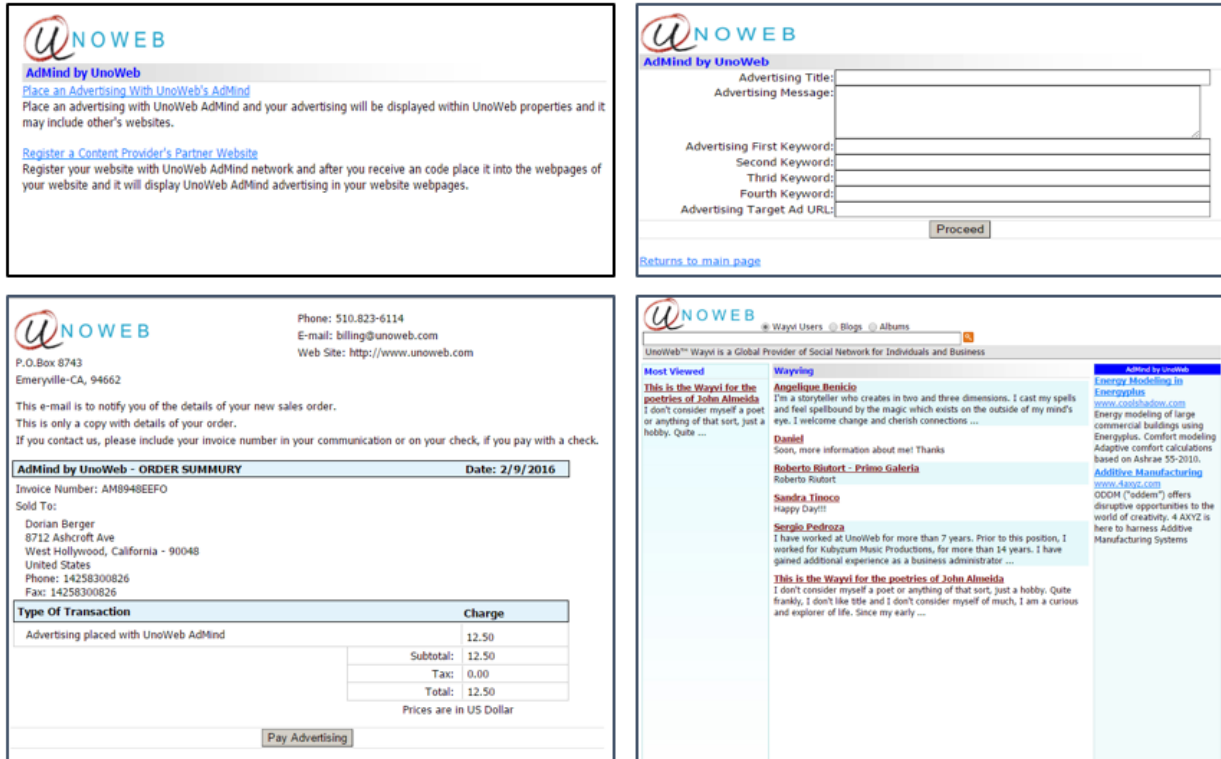 UNOWEB
AdMind by UnoWeb
Place an Advertising With UnoWeb's AdMind
Place an advertising with UnoWeb AdMind and your advertising will be displayed within UnoWeb properties and it
may include other's websites.
Register a Content Provider's Partner Website
Register your website with UnoWeb AdMind network and after you receive an code place it into the webpages of
your website and it will display UnoWeb AdMind advertising in your website webpages.
UNOWEB
AdMind by UnoWeb
Advertising Title:
Advertising Message:
Advertising First Keyword:
Second Keyword:
Thrid Keyword:
Fourth Keyword:
Advertising Target Ad URL:
Proceed
Returns to main page
UNOWEB
Phone: 510.823-6114
E-mail: billing@unoweb.com
Web Site: http://www.unoweb.com
P.O.Box 8743
Emeryville-CA, 94662
This e-mail is to notify you of the details of your new sales order.
This is only a copy with details of your order.
If you contact us, please include your invoice number in your communication or on your check, if you pay with a check.
AdMind by UnoWeb - ORDER SUMMURY Date: 2/9/2016
Invoice Number: AM8948EEFO
Sold To:
Dorian Berger
8712 Ashcroft Ave
West Hollywood, California - 90048
United States
Phone: 14258300826
Fax: 14258300826
Type Of Transaction Charge
Advertising placed with UnoWeb AdMind 12.50
Subtotal: 12.50
Tax: 0.00
Total: 12.50
Prices are in US Dollar
Pay Advertising
UNOWEB
Wayvi Users Blogs Albums
UnoWeb™ Wayvi is a Global Provider of Social Network for Individuals and Business
Most Viewed
This is the Wayvi for the
poetries of John Almeida
I don't consider myself a poet
or anything of that sort, just a
hobby. Quite ...
Wayving
Angelique Benicio
I'm a storyteller who creates in two and three dimensions. I cast my spells
and feel spellbound by the magic which exists on the outside of my mind's
eye. I welcome change and cherish connections ...
Daniel
Soon, more information about me! Thanks
Roberto Riutort - Primo Galeria
Roberto Riutort
Sandra Tinoco
Happy Day!!!
Sergio Pedroza
I have worked at UnoWeb for more than 7 years. Prior to this position, I
worked for Kubyzum Music Productions, for more than 14 years. I have
gained additional experience as a business administrator ...
This is the Wayvi for the poetries of John Almeida
I don't consider myself a poet or anything of that sort, just a hobby. Quite
frankly, I don't like title and I don't consider myself of much, I am a curious
and explorer of life. Since my early ...
AdMind by UnoWeb
Energy Modeling in
Energyplus
www.coolshadow.com
Energy modeling of large
commercial buldings using
Energyplus. Comfort modeling
Adaptive comfort calculations
based on Ashrae 55-2010.
Additive Manufacturing
www.4axyz.com
ODDM ("oddem") offers
disruptive opportunities to the
world of creativity. 4 AXYZ is
here to harness Additive
Manufacturing Systems